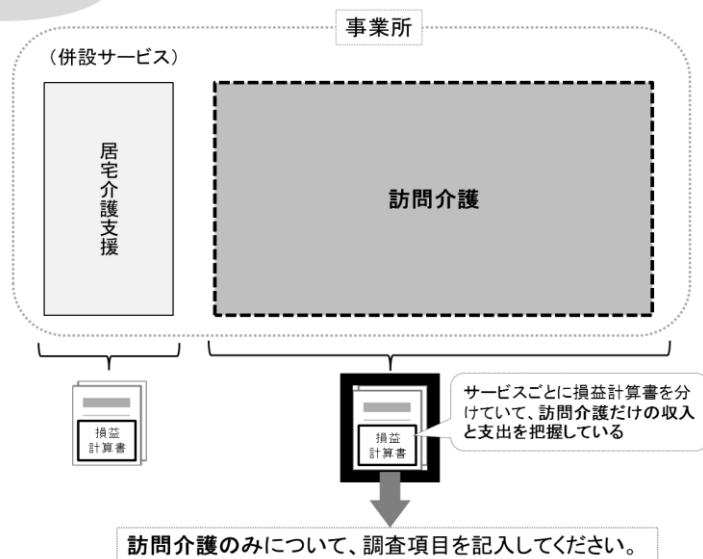 事業所
（併設サービス）
居宅介護支援
訪問介護
損益
計算書
損益
計算書
サービスごとに損益計算書を分
けていて、訪問介護だけの収入
と支出を把握している
訪問介護のみについて、調査項目を記入してください。